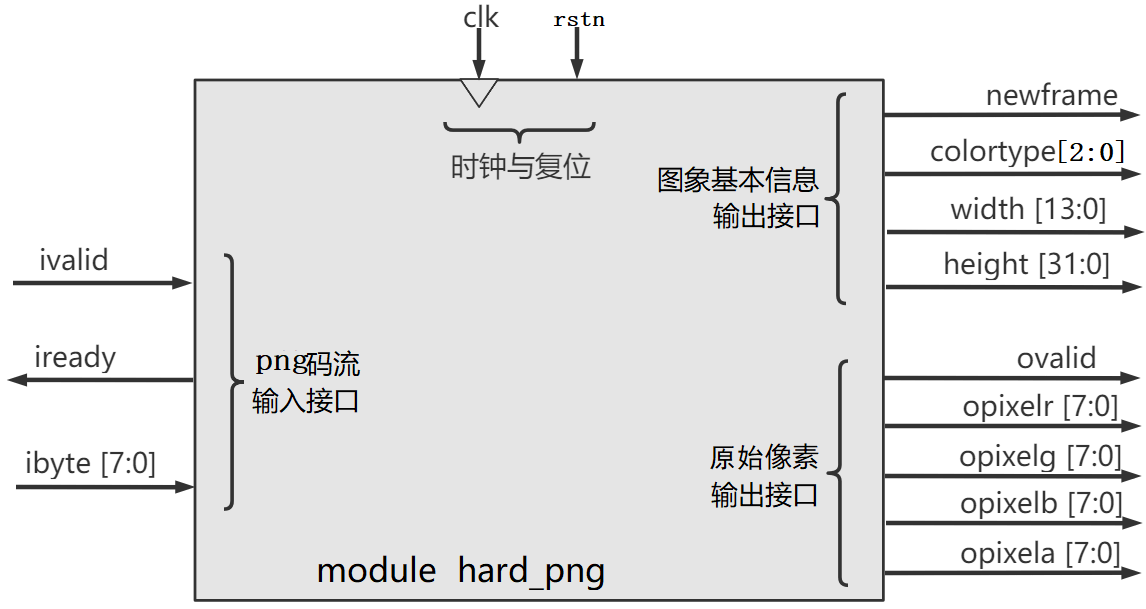 clk
rstn
时钟与复位
newframe
colortype[2:0]
width [13:0]
height [31:0]
图象基本信息
输出接口
ivalid
iready
ibyte [7:0]
png码流
输入接口
ovalid
opixelr [7:0]
opixelg [7:0]
opixelb [7:0]
opixela [7:0]
原始像素
输出接口
module hard_png